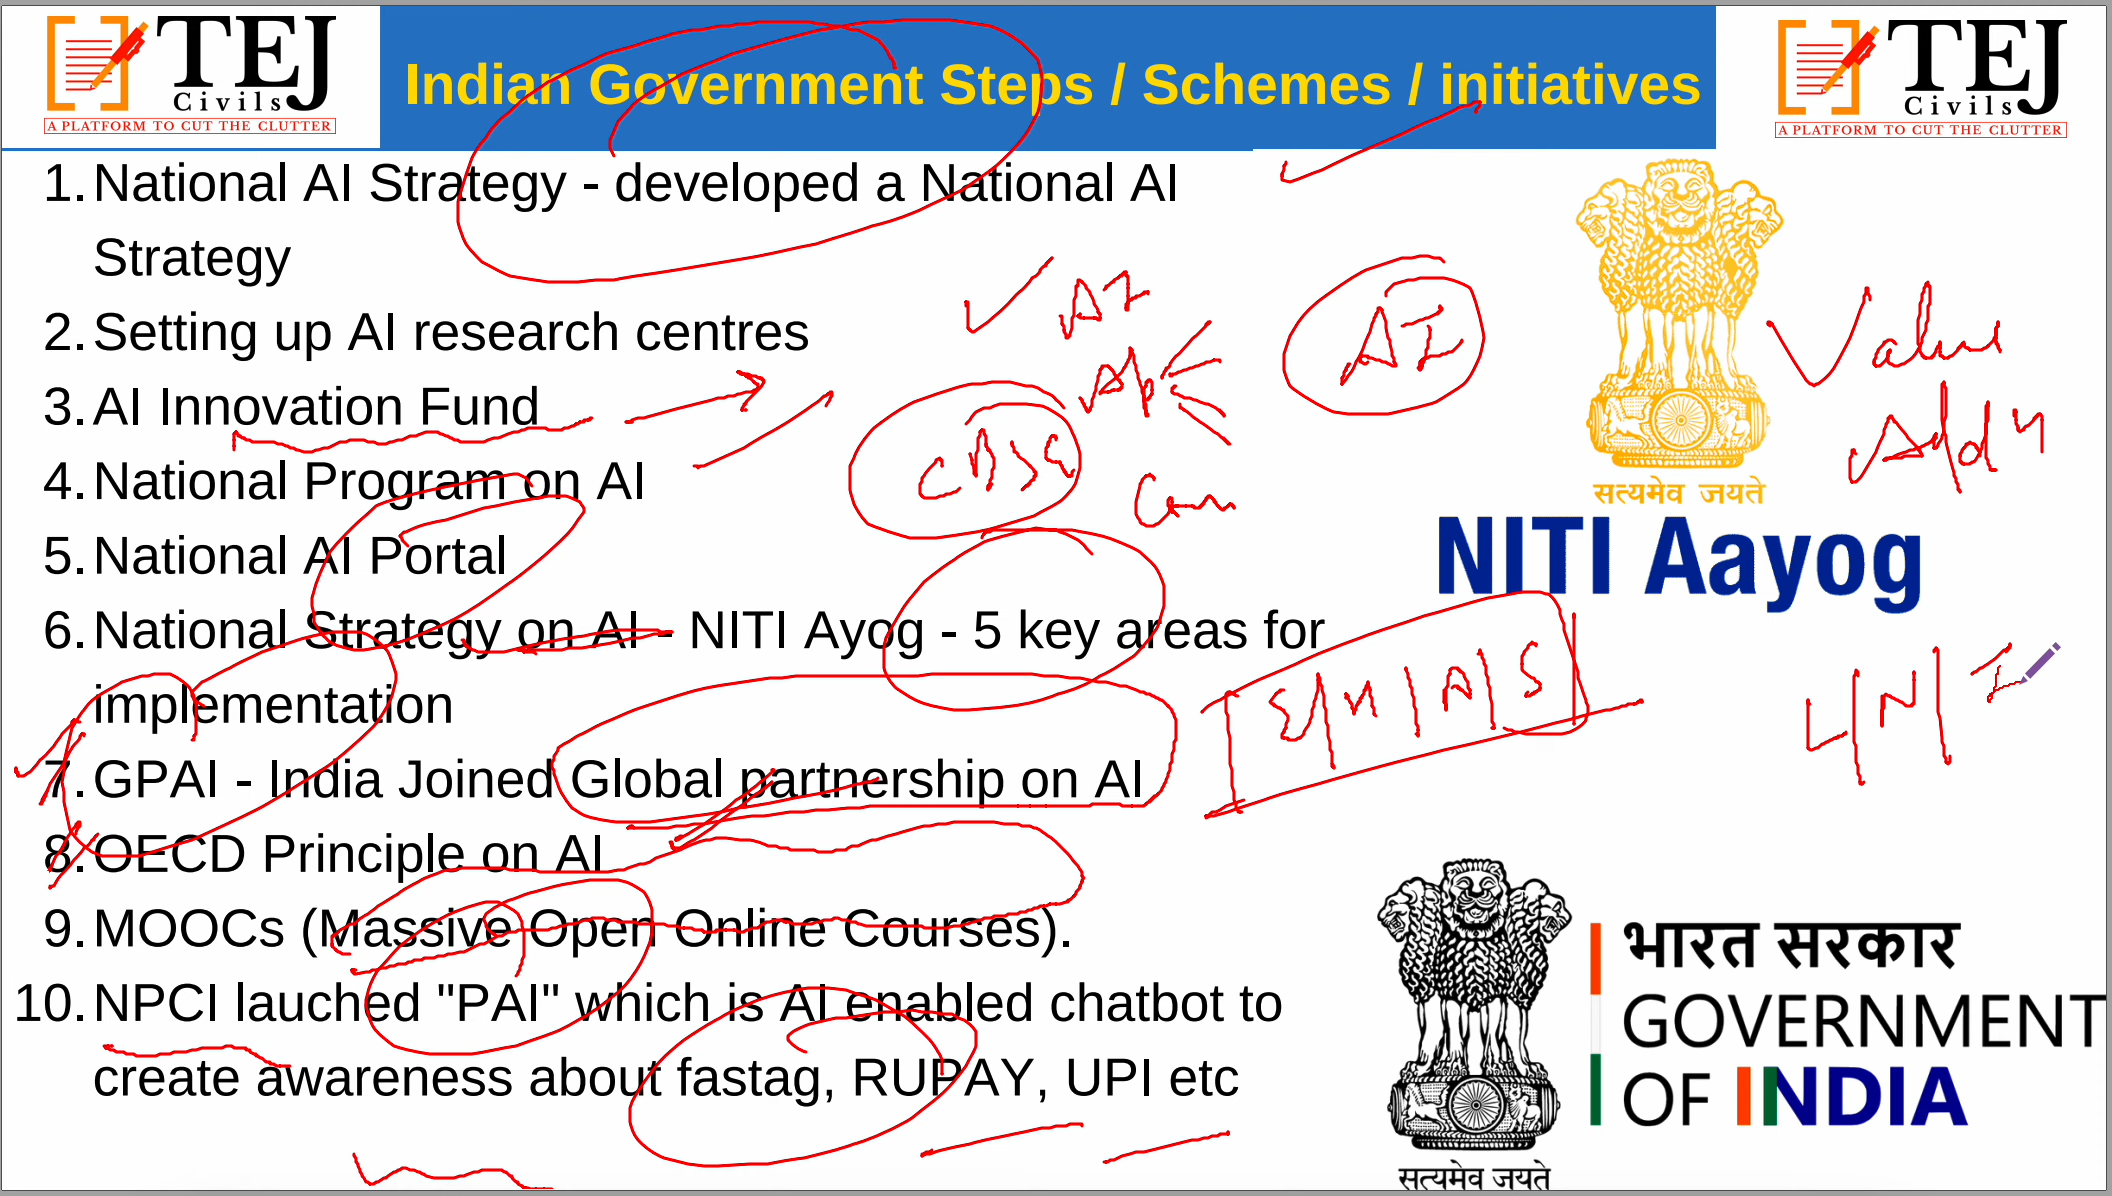 TEJ
Civils
A PLATFORM TO CUT THE CLUTTER
Indian Government Steps / Schemes / initiatives
TEJ
Civils
A PLATFORM TO CUT THE CLUTTER
1. National AI Strategy - developed a National AI
Strategy
2. Setting up AI research centres
3. AI Innovation Fund
4. National Program on AI
5. National AI Portal
6. National Strategy on AI - NITI Ayog - 5 key areas for
implementation
7. GPAI - India Joined Global partnership on AI
8. OECD Principle on AI
9. MOOCs (Massive Open Online Courses).
10. NPCI lauched "PAI" which is AI enabled chatbot to
create awareness about fastag, RUPAY, UPI etc
AI
AI
Value
Addn
सत्यमेव जयते
NITI Aayog
भारत सरकार
GOVERNMENT
OF INDIA
सत्यमेव जयते